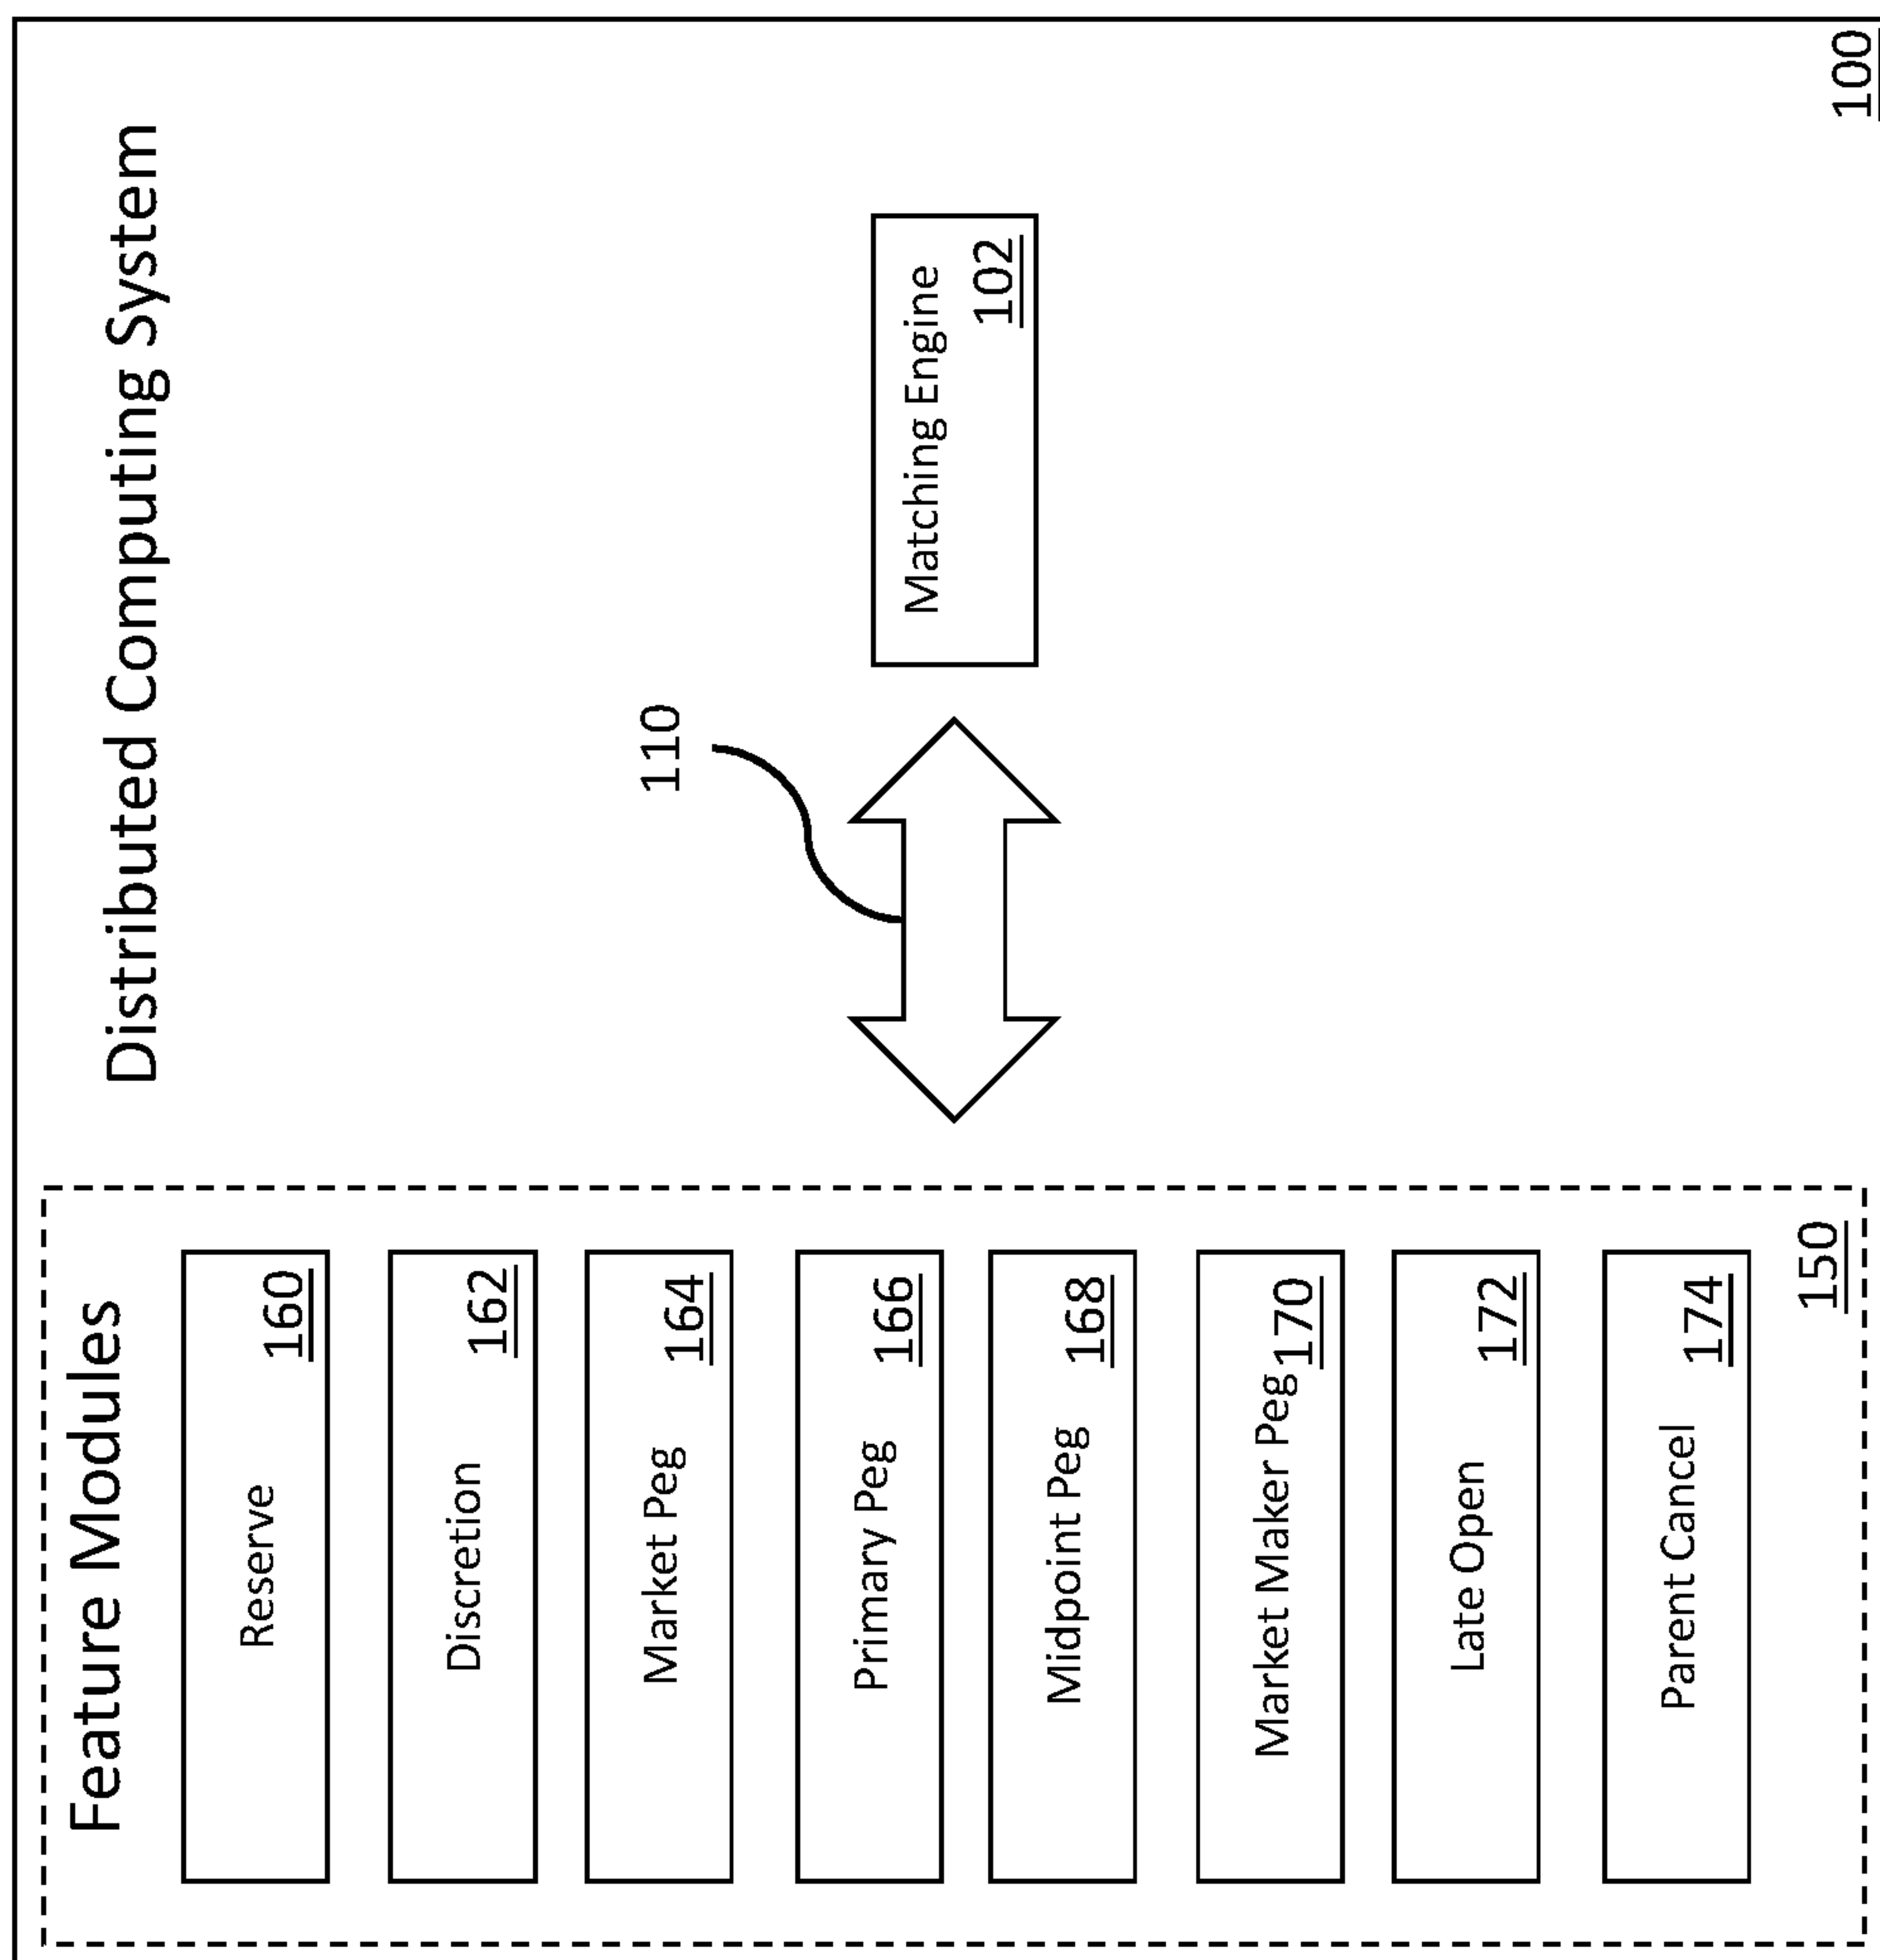 Distributed Computing System
Feature Modules
Reserve
160
Discretion
162
Market Peg
164
Primary Peg
166
Midpoint Peg
168
Market Maker Peg
170
Late Open
172
Parent Cancel
174
150
110
Matching Engine
102
100